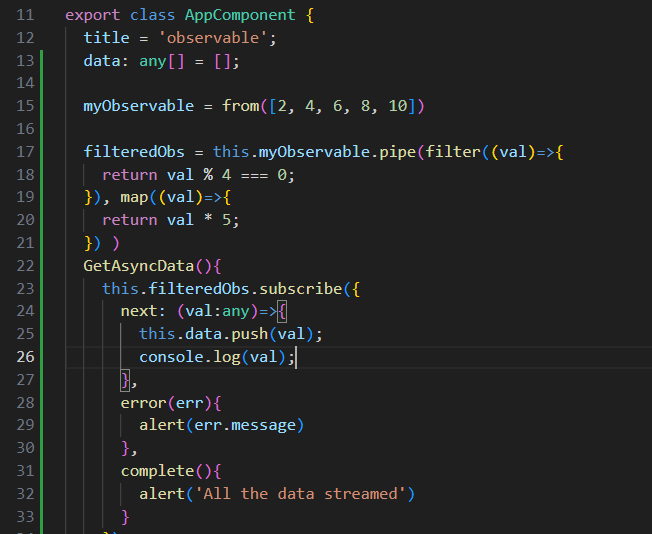 11 export class AppComponent {
12 title = 'observable';
13 data: any[] = [];
14
15 myObservable = from([2, 4, 6, 8, 10])
16
17 filteredObs = this.myObservable.pipe(filter((val)=>{
18 return val % 4 === 0;
19 }), map((val)=>{
20 return val * 5;
21 }) )
22 GetAsyncData(){
23 this.filteredObs.subscribe({
24 next: (val:any)=>{
25 this.data.push(val);
26 console.log(val);
27 },
28 error(err){
29 alert(err.message)
30 },
31 complete(){
32 alert('All the data streamed')
33 }